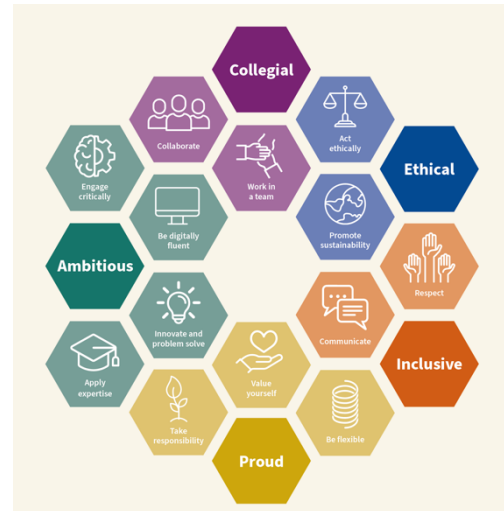 Collegial
Collaborate
Act
ethically
Engage
critically
Work in
a team
Ethical
Be digitally
fluent
Promote
sustainability
Ambitious
Respect
Innovate and
problem solve
Communicate
Apply
expertise
Value
yourself
Inclusive
Take
responsibility
Be flexible
Proud